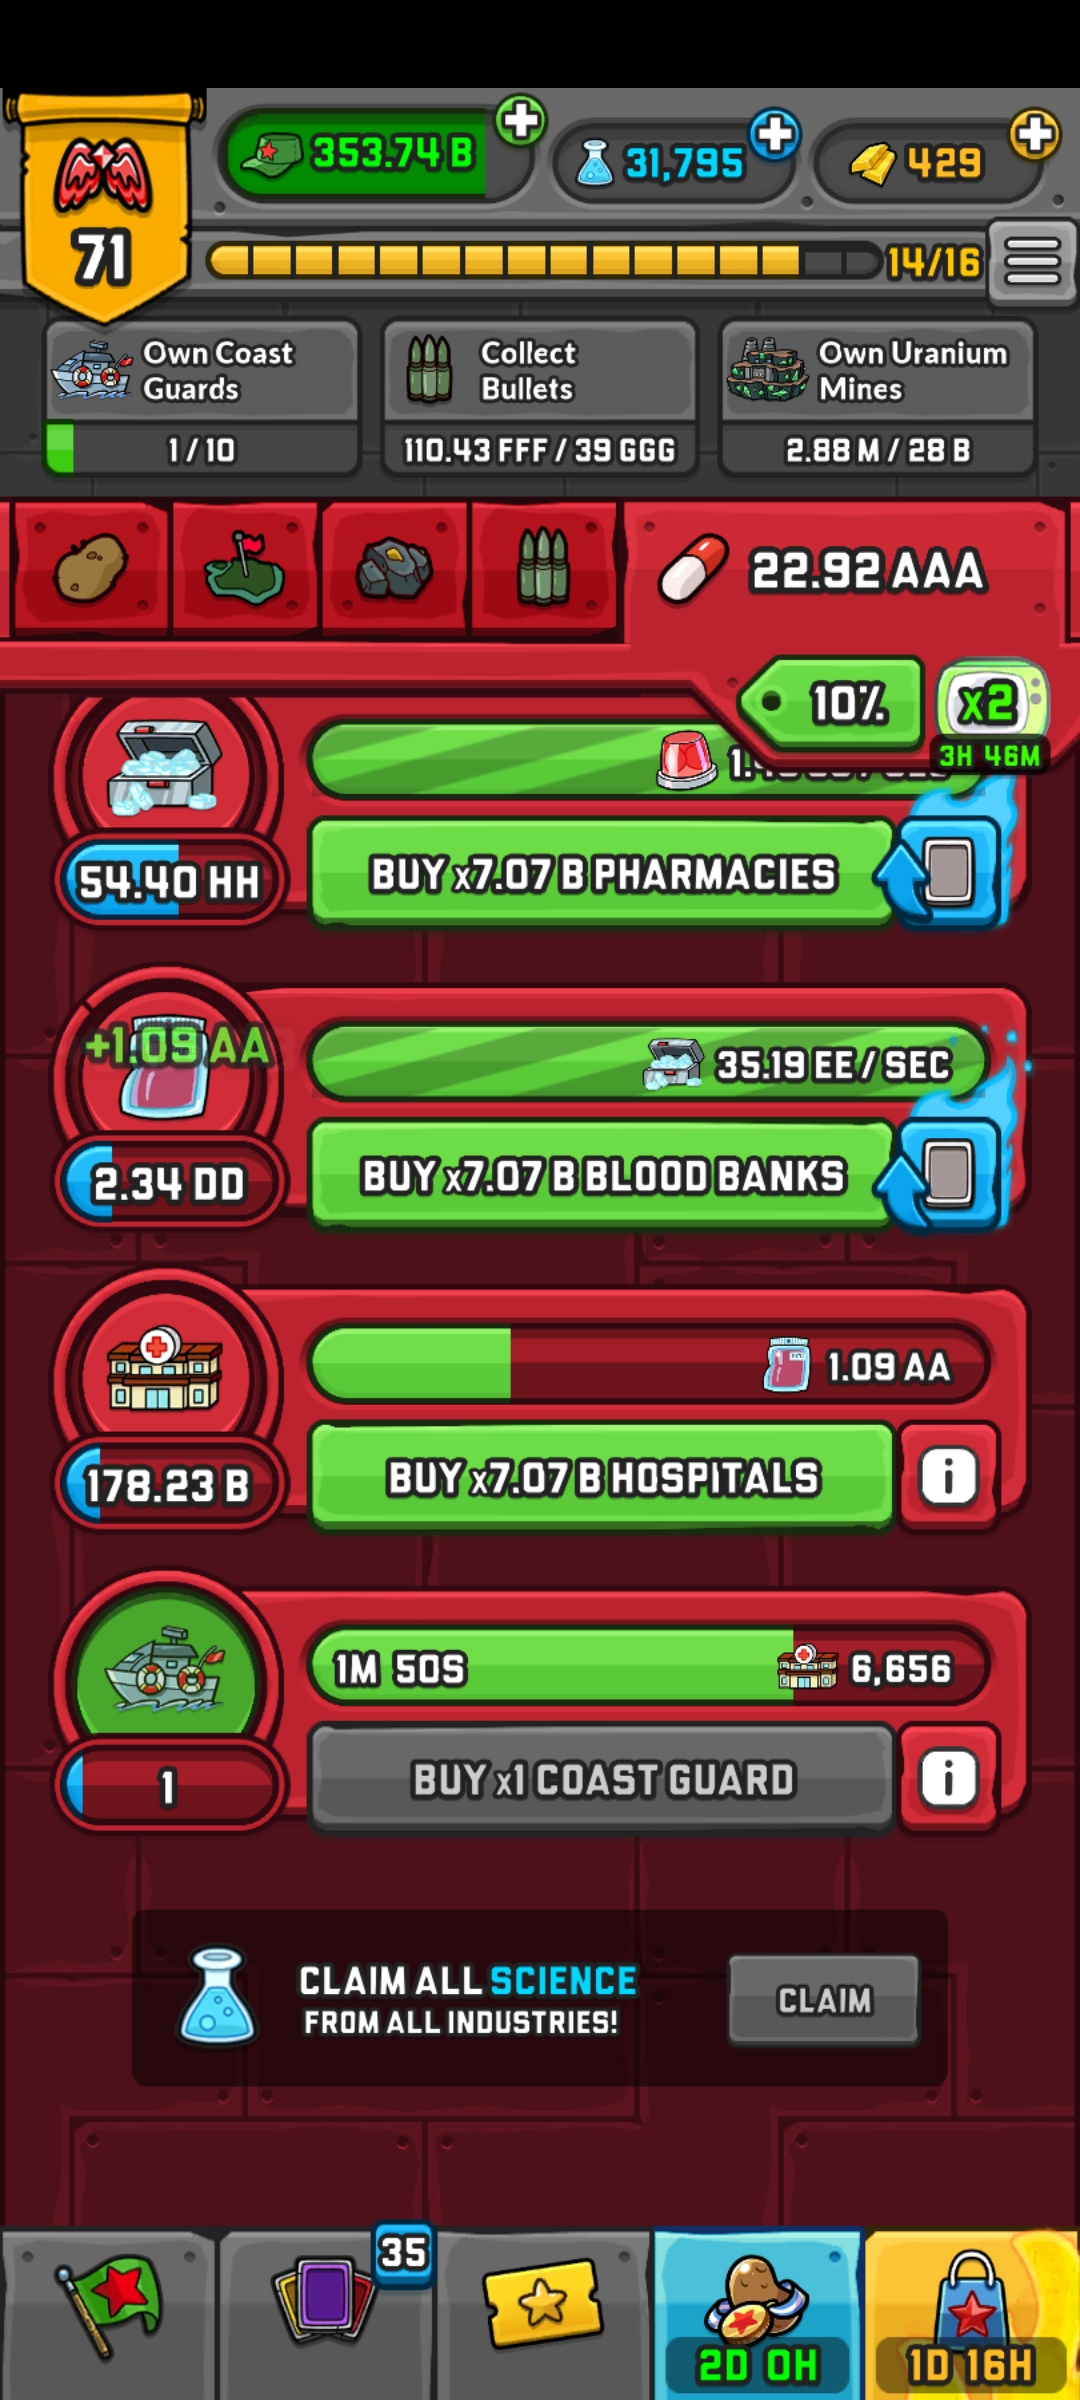 353.74 B
31,795
429
71
14/16
Own Coast
Guards
1 / 10
Collect
Bullets
110.43 FFF / 39 GGG
Own Uranium
Mines
2.88 M / 28 B
22.92 AAA
10%
x2
3H 46M
54.40 HH
BUY x7.07 B PHARMACIES
+1.09 AA
35.19 EE / SEC
2.34 DD
BUY x7.07 B BLOOD BANKS
1.09 AA
178.23 B
BUY x7.07 B HOSPITALS
i
1M 50S
6,656
1
BUY x1 COAST GUARD
i
CLAIM ALL SCIENCE
FROM ALL INDUSTRIES!
CLAIM
35
2D 0H
1D 16H